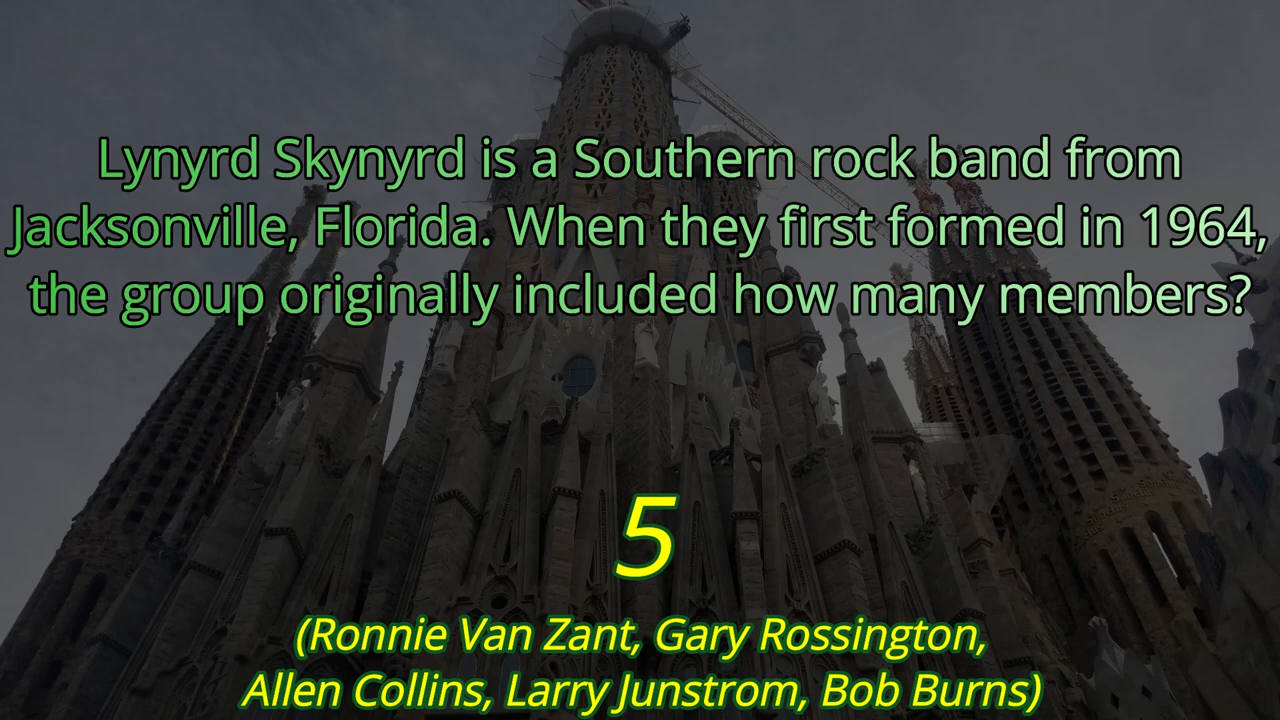 Lynyrd Skynyrd is a Southern rock band from
Jacksonville, Florida. When they first formed in 1964,
the group originally included how many members?
5
(Ronnie Van Zant, Gary Rossington,
Allen Collins, Larry Junstrom, Bob Burns)